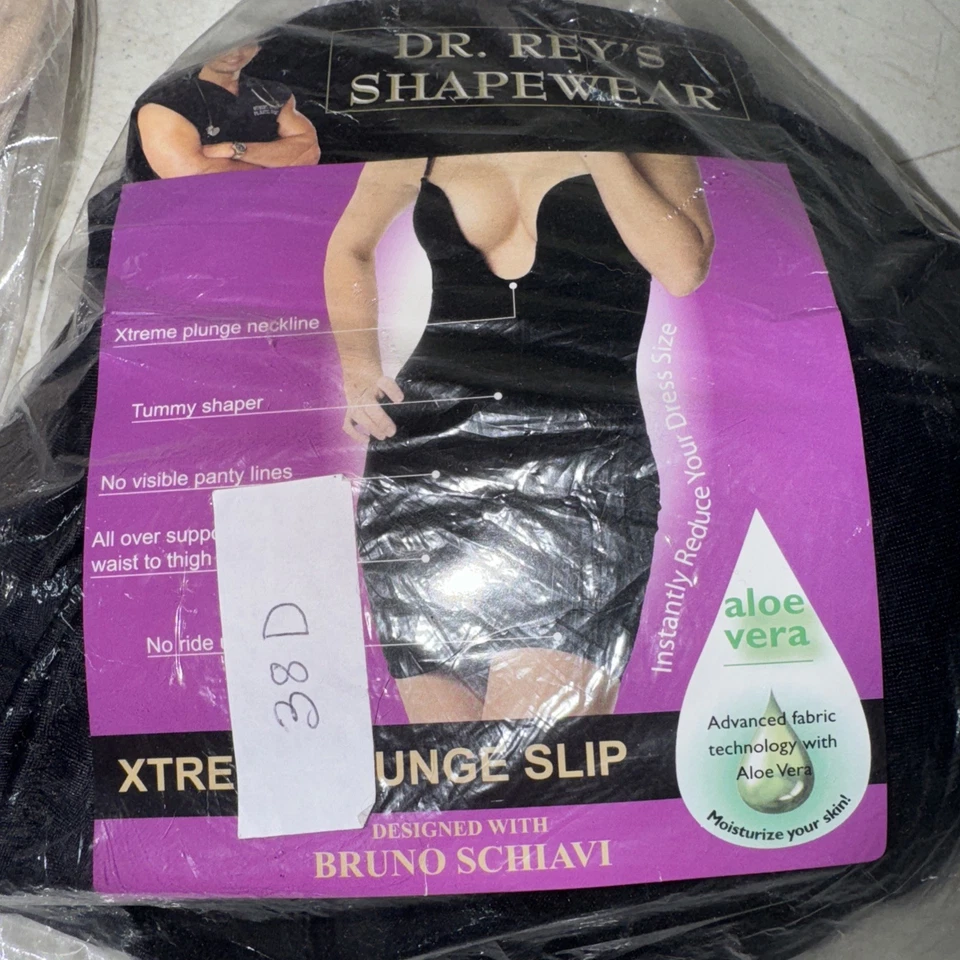 DR. REY'S
SHAPEWEAR
Xtreme plunge neckline
Tummy shaper
No visible panty lines
All over suppo
waist to thigh
No ride
Instantly Reduce Your Dress Size
38D
aloe
vera
Advanced fabric
technology with
Aloe Vera
Moisturize your skin!
XTRE UNGE SLIP
DESIGNED WITH
BRUNO SCHIAVI